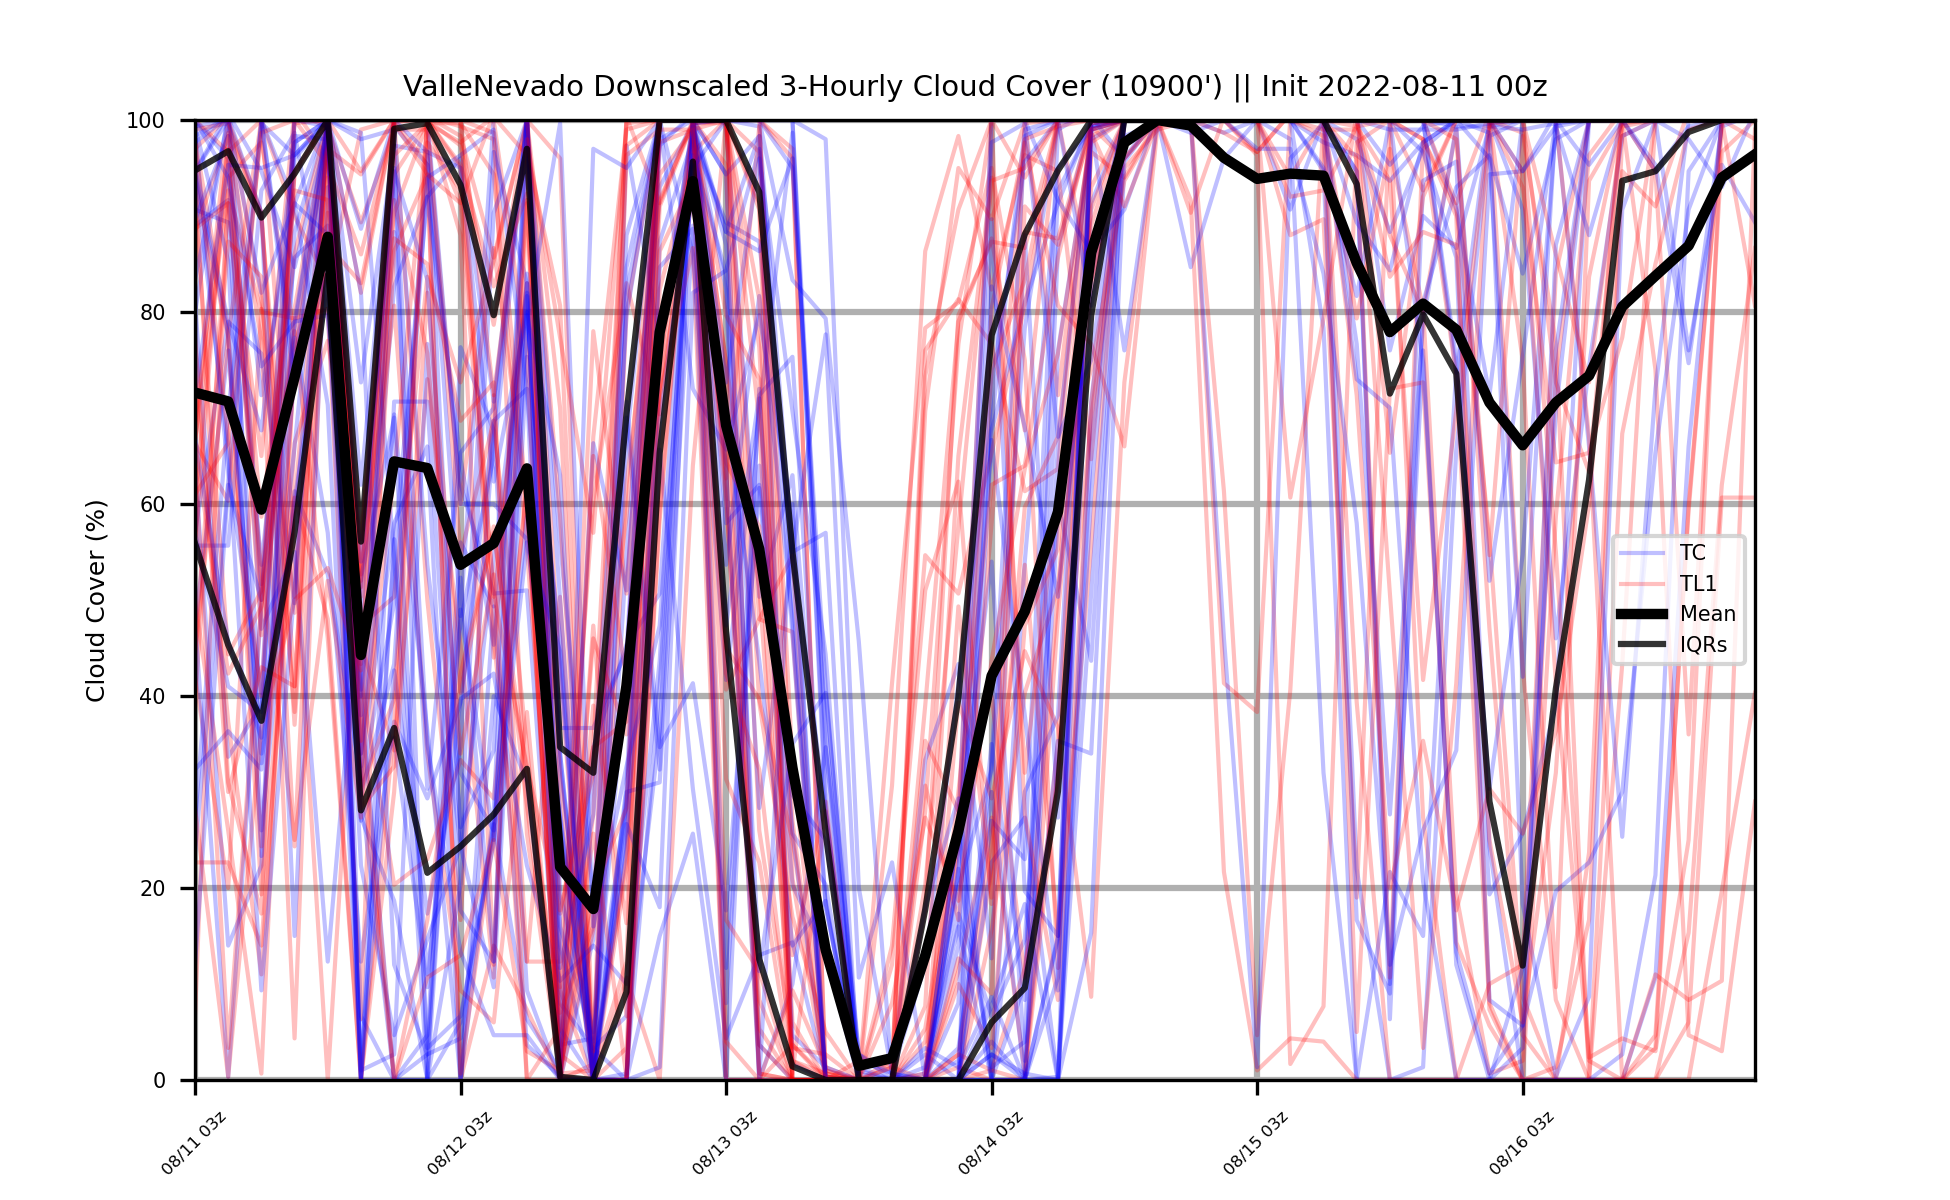 ValleNevado Downscaled 3-Hourly Cloud Cover (10900') || Init 2022-08-11 00z
Cloud Cover (%)
100
80
60
40
20
0
TC
TL1
Mean
IQRs
08/11 03z
08/12 03z
08/13 03z
08/14 03z
08/15 03z
08/16 03z